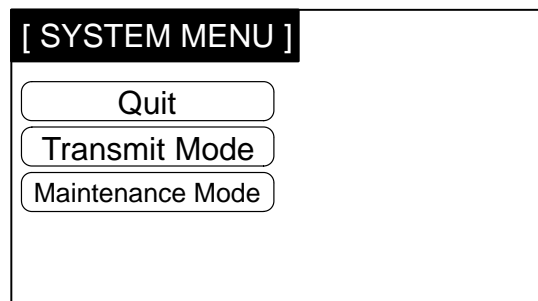 [ SYSTEM MENU ]
Quit
Transmit Mode
Maintenance Mode